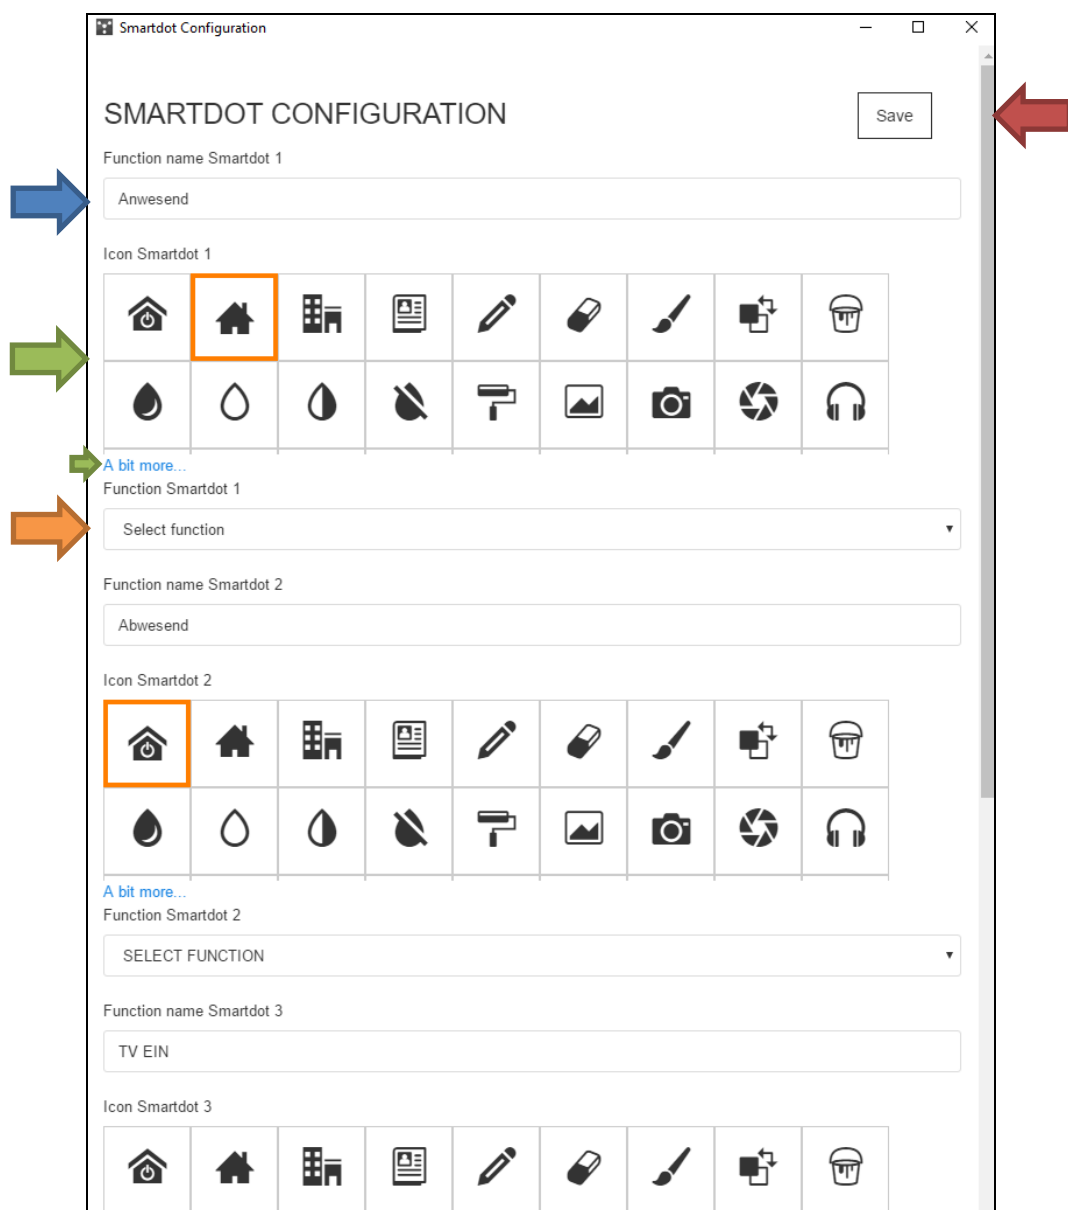 Smartdot Configuration
SMARTDOT CONFIGURATION
Save
Function name Smartdot 1
Anwesend
Icon Smartdot 1
A bit more...
Function Smartdot 1
Select function
Function name Smartdot 2
Abwesend
Icon Smartdot 2
A bit more...
Function Smartdot 2
SELECT FUNCTION
Function name Smartdot 3
TV EIN
Icon Smartdot 3